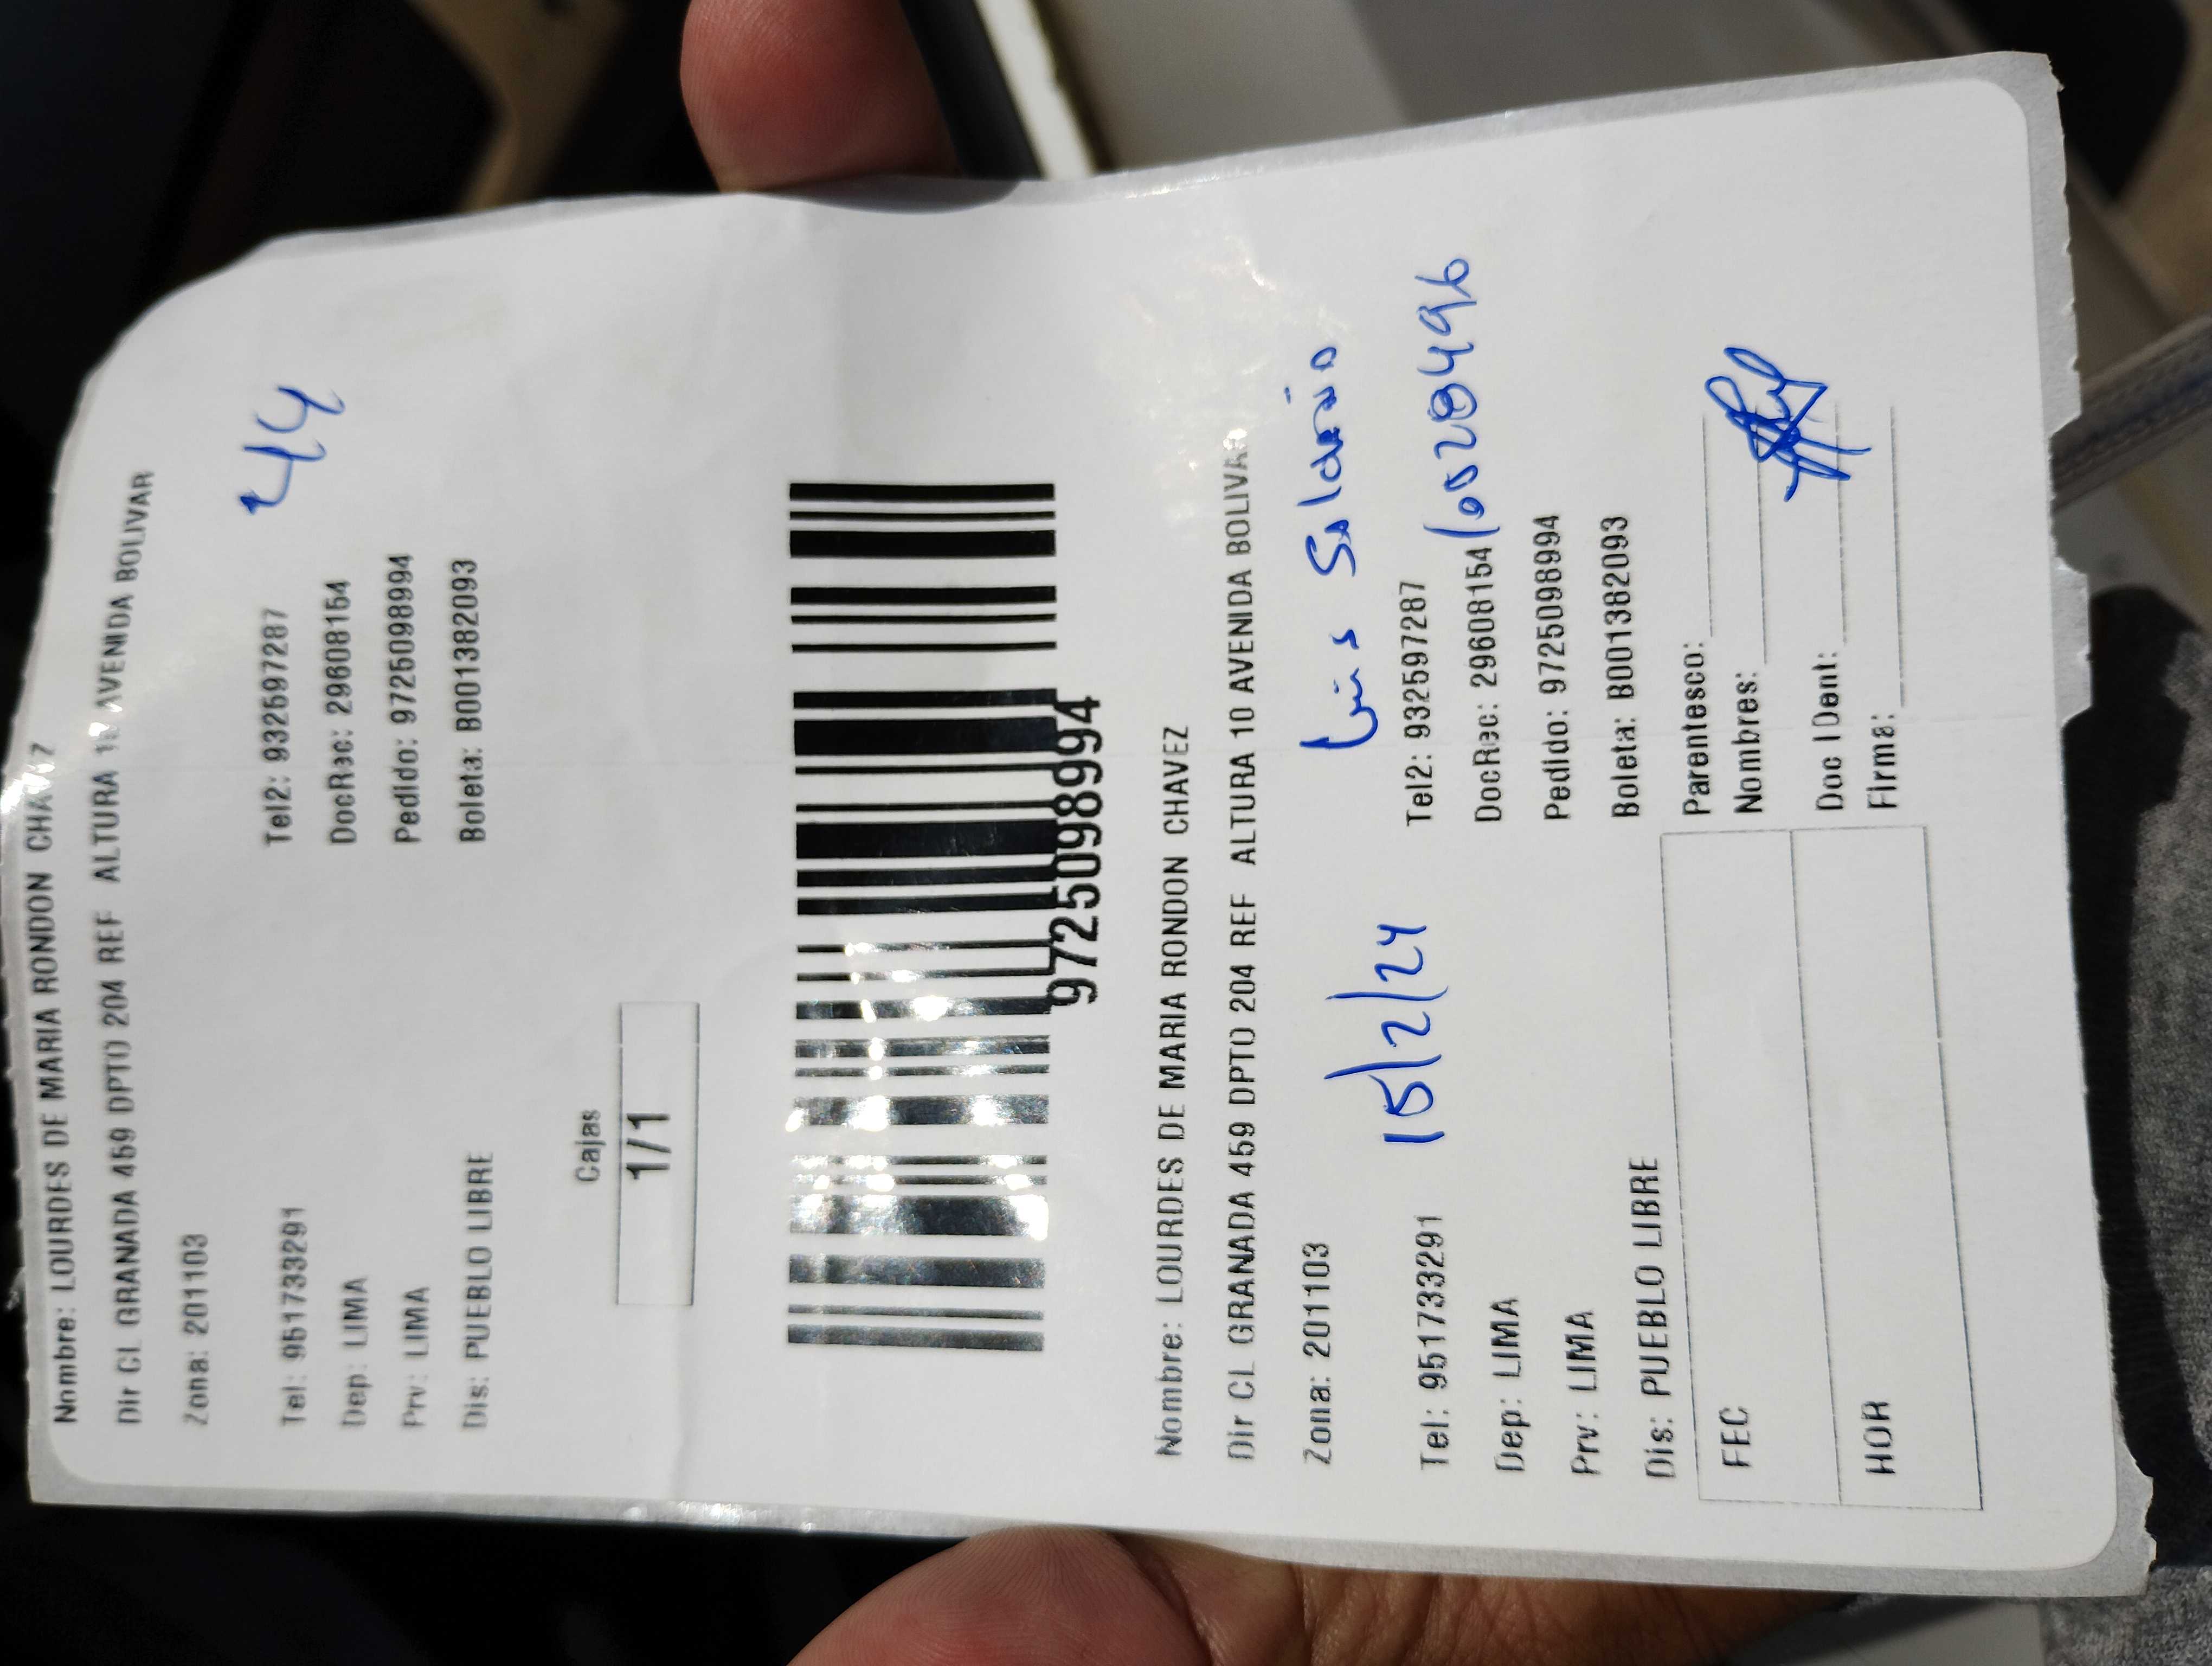 Nombre: LOURDES DE MARIA RONDON CHAVEZ
Dir CL GRANADA 459 DPTO 204 REF ALTURA 10 AVENIDA BOLIVAR
Zona: 201103
44
Tel: 951733291 Tel2: 932597287
Dep: LIMA DocRec: 29608154
Prv: LIMA Pedido: 9725098994
Dis: PUEBLO LIBRE Boleta: B001382093
Cajas
1/1
9725098994
Nombre: LOURDES DE MARIA RONDON CHAVEZ
Dir CL GRANADA 459 DPTO 204 REF ALTURA 10 AVENIDA BOLIVAR
Zona: 201103 Luis
15/2/24
Tel: 951733291 Tel2: 932597287
Dep: LIMA DocRec: 29608154
Prv: LIMA Pedido: 9725098994
Dis: PUEBLO LIBRE Boleta: B001382093
FEC Parentesco:
Nombres:
HOR Doc IDent:
Firma: